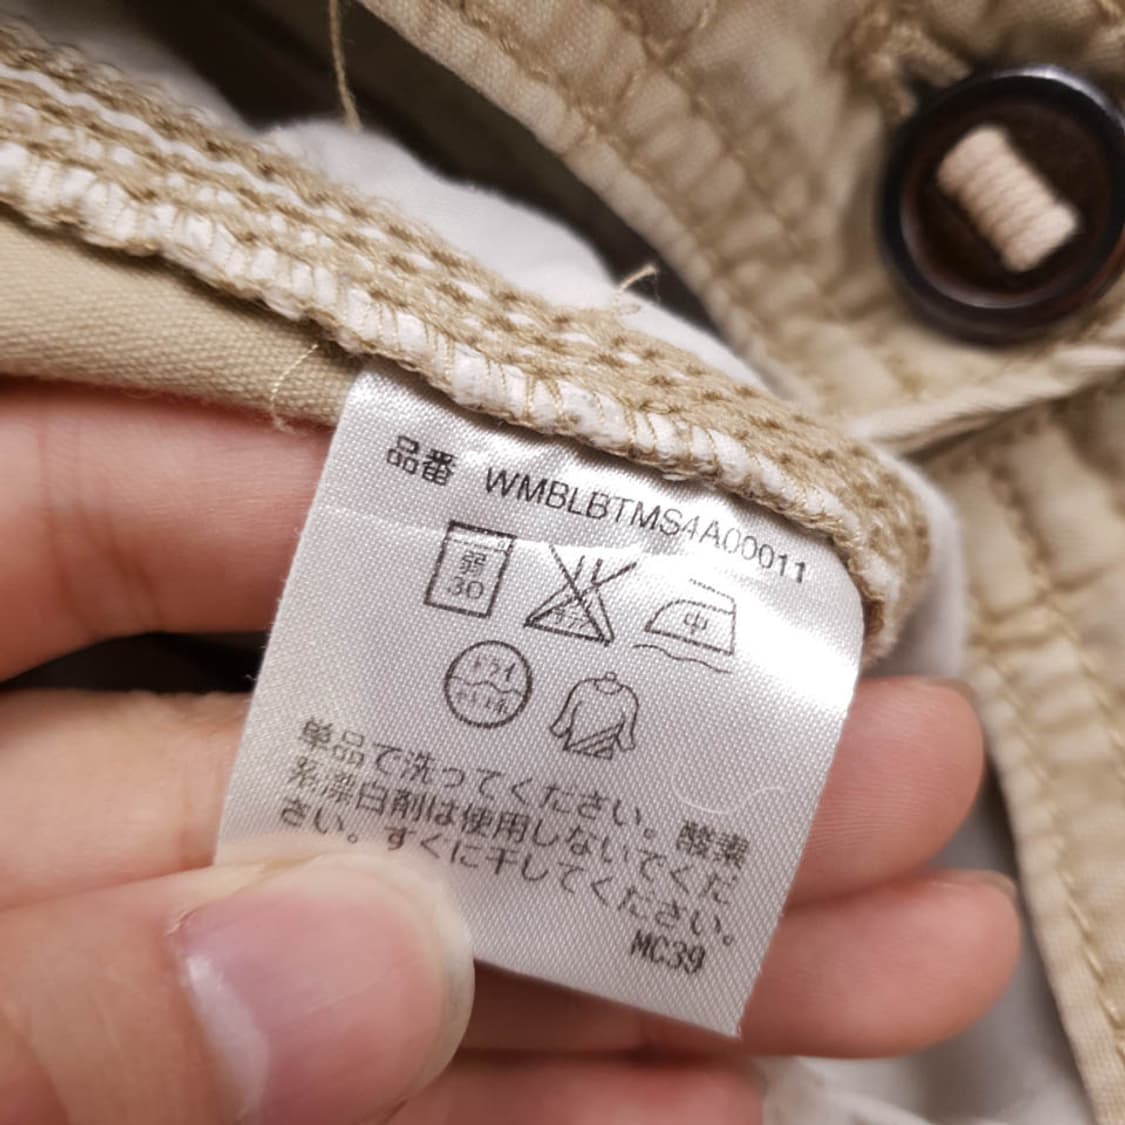 品番 WMBLBTMS4A00011
弱
30
中
ドライ
単品で洗ってください。酸素
系漂白剤は使用しないでくだ
さい。すぐに干してください。
MC39